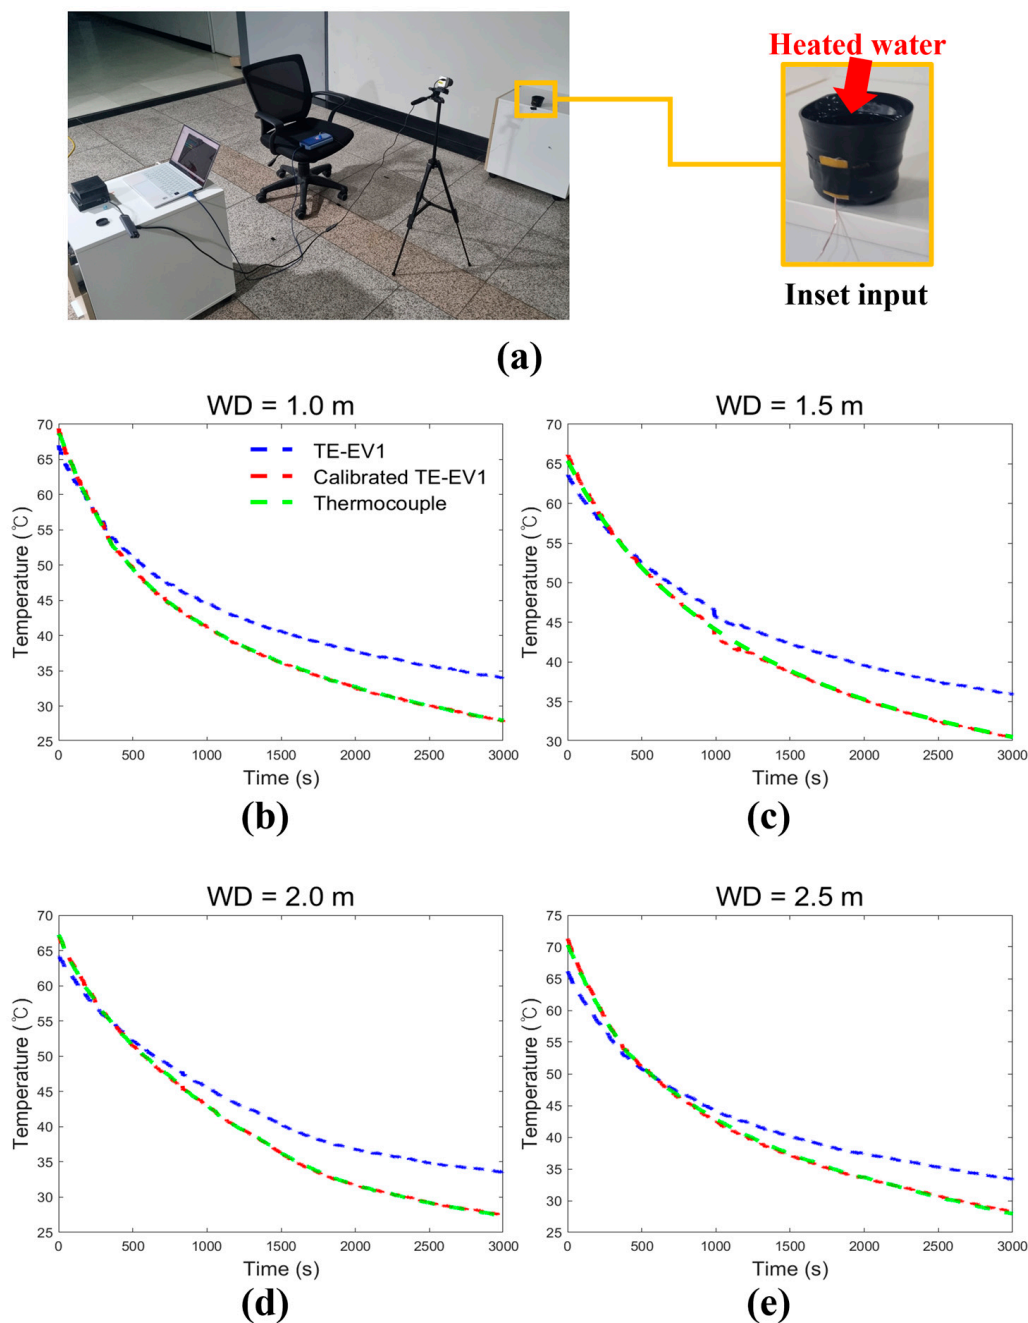 Heated water
Inset input
(a)
WD = 1.0 m
70
65
60
55
50
45
40
35
30
25
Temperature (℃)
TE-EV1
Calibrated TE-EV1
Thermocouple
0 500 1000 1500 2000 2500 3000
Time (s)
(b)
WD = 1.5 m
70
65
60
55
50
45
40
35
30
Temperature (℃)
0 500 1000 1500 2000 2500 3000
Time (s)
(c)
WD = 2.0 m
70
65
60
55
50
45
40
35
30
25
Temperature (℃)
0 500 1000 1500 2000 2500 3000
Time (s)
(d)
WD = 2.5 m
75
70
65
60
55
50
45
40
35
30
25
Temperature (℃)
0 500 1000 1500 2000 2500 3000
Time (s)
(e)